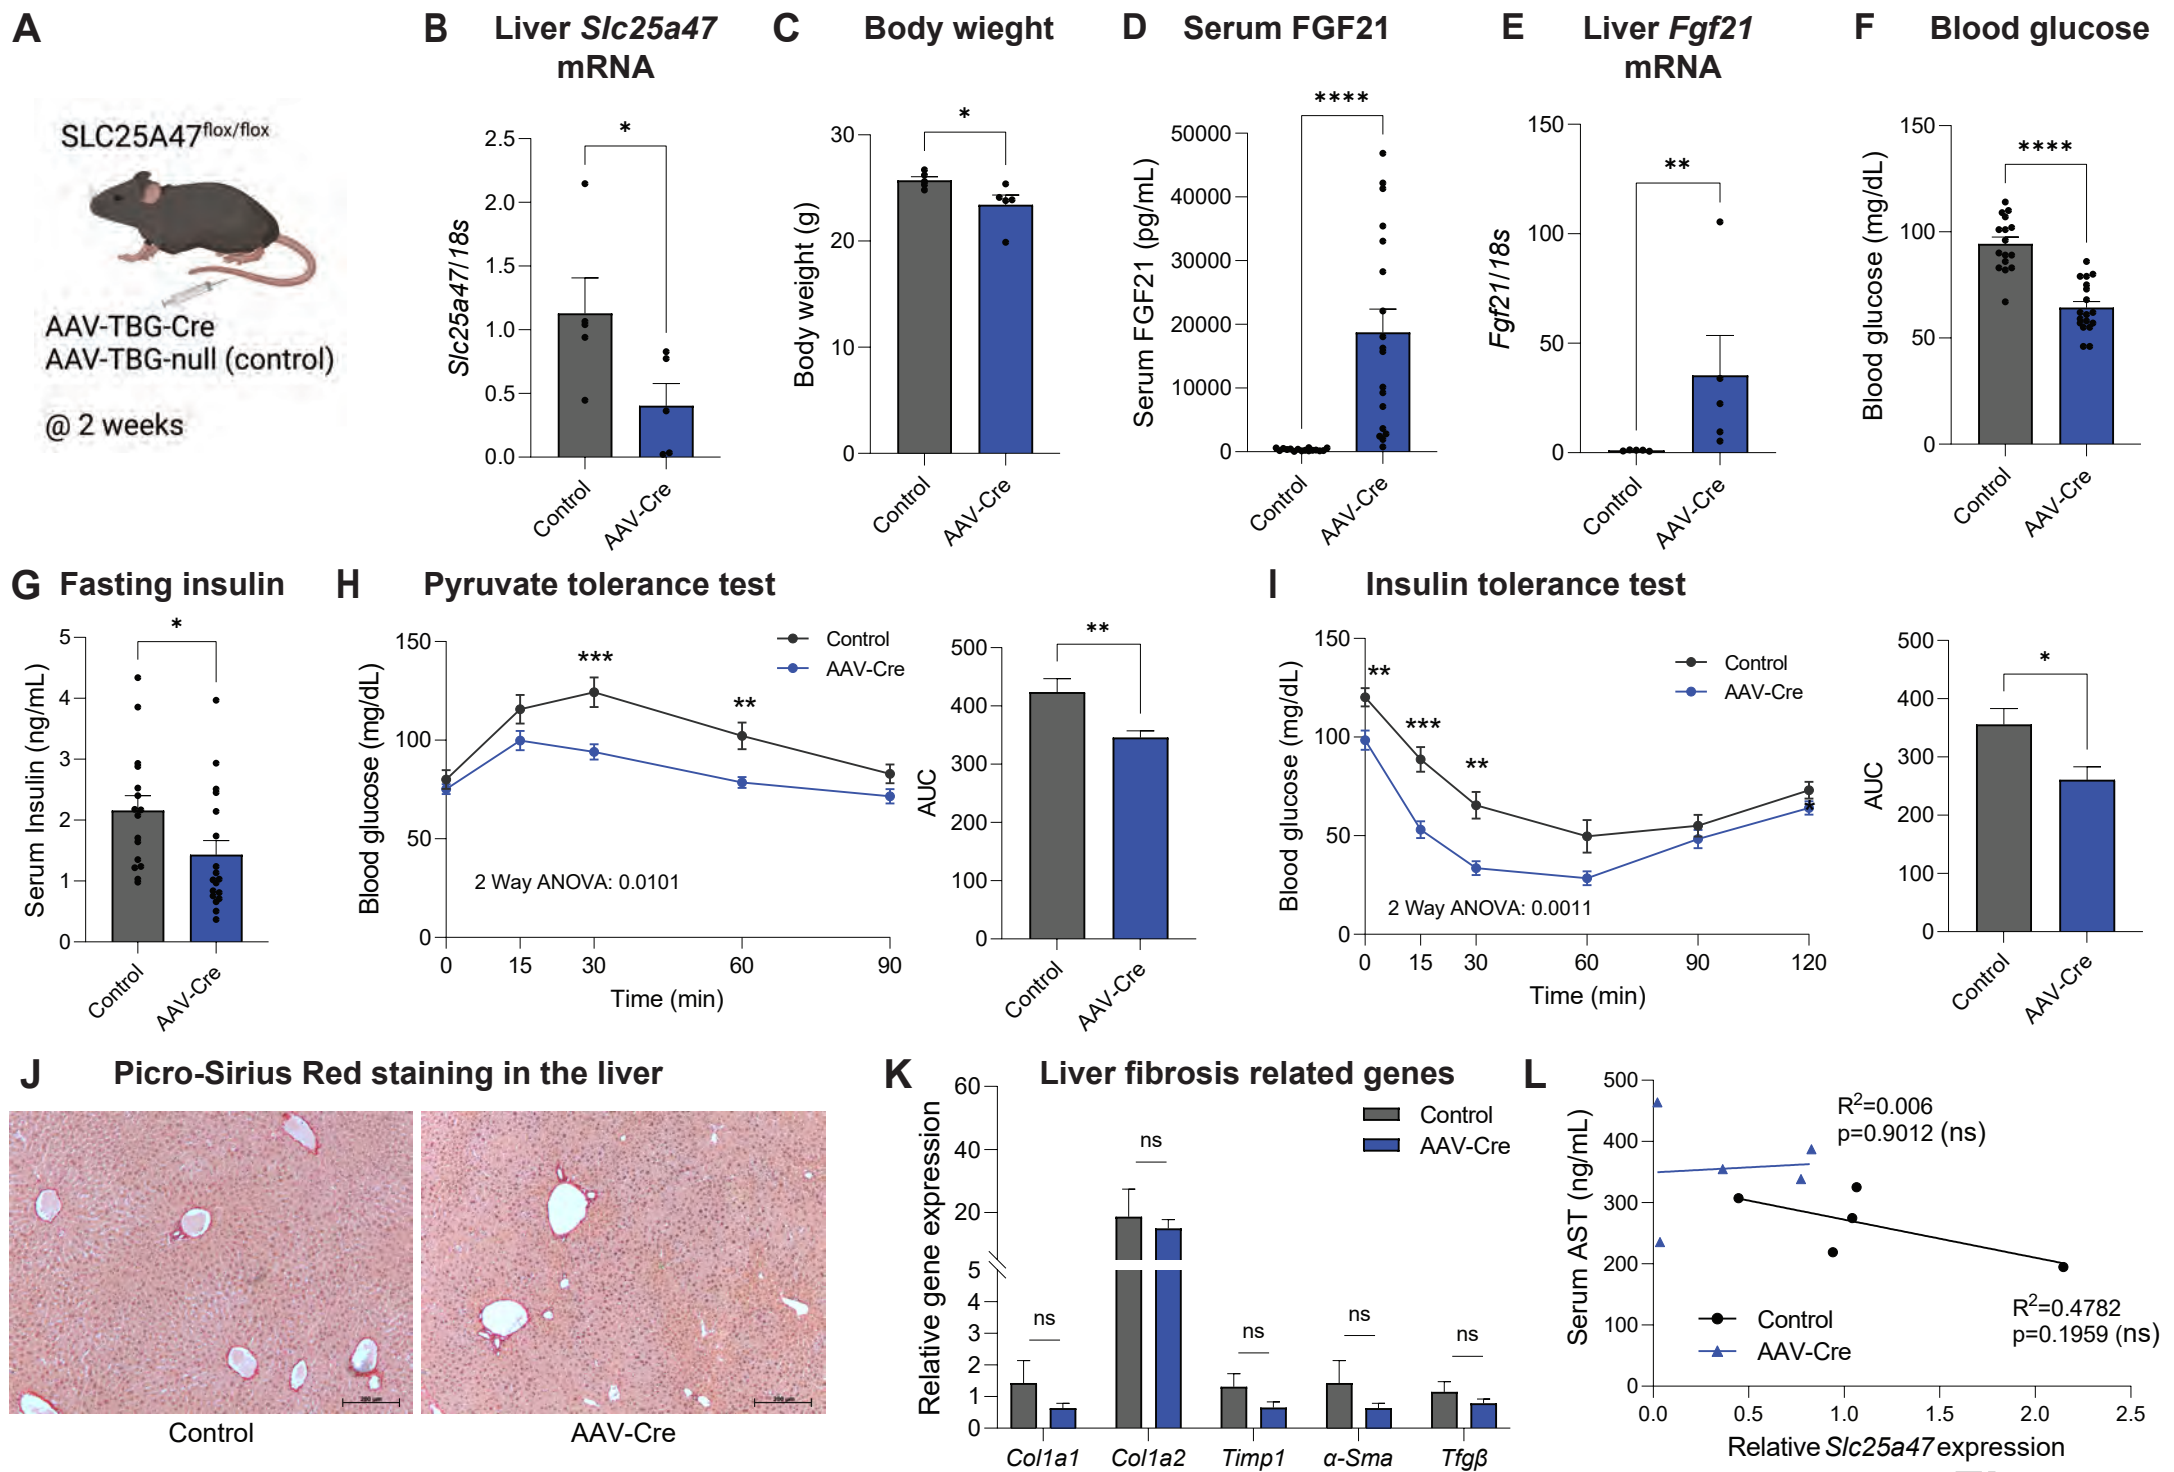 A
SLC25A47flox/flox
AAV-TBG-Cre
AAV-TBG-null (control)
@ 2 weeks
B Liver Slc25a47
mRNA
*
Slc25a47/18s
2.5
2.0
1.5
1.0
0.5
0.0
Control
AAV-Cre
C Body wieght
*
Body weight (g)
30
20
10
0
Control
AAV-Cre
D Serum FGF21
****
Serum FGF21 (pg/mL)
50000
40000
30000
20000
10000
0
Control
AAV-Cre
E Liver Fgf21
mRNA
**
Fgf21/18s
150
100
50
0
Control
AAV-Cre
F Blood glucose
****
Blood glucose (mg/dL)
150
100
50
0
Control
AAV-Cre
G Fasting insulin
*
Serum Insulin (ng/mL)
5
4
3
2
1
0
Control
AAV-Cre
H Pyruvate tolerance test
Blood glucose (mg/dL)
150
100
50
0
***
**
Control
AAV-Cre
2 Way ANOVA: 0.0101
0 15 30 60 90
Time (min)
**
AUC
500
400
300
200
100
0
Control
AAV-Cre
I Insulin tolerance test
Blood glucose (mg/dL)
150
100
50
0
**
***
**
*
Control
AAV-Cre
2 Way ANOVA: 0.0011
0 15 30 60 90 120
Time (min)
*
AUC
500
400
300
200
100
0
Control
AAV-Cre
J Picro-Sirius Red staining in the liver
200 µm
200 µm
Control
AAV-Cre
K Liver fibrosis related genes
Relative gene expression
60
40
20
5
4
3
2
1
0
Control
AAV-Cre
ns
ns
ns
ns
ns
Col1a1 Col1a2 Timp1 α-Sma Tfgβ
L
Serum AST (ng/mL)
500
400
300
200
100
0
R2=0.006
p=0.9012 (ns)
R2=0.4782
p=0.1959 (ns)
Control
AAV-Cre
0.0 0.5 1.0 1.5 2.0 2.5
Relative Slc25a47 expression